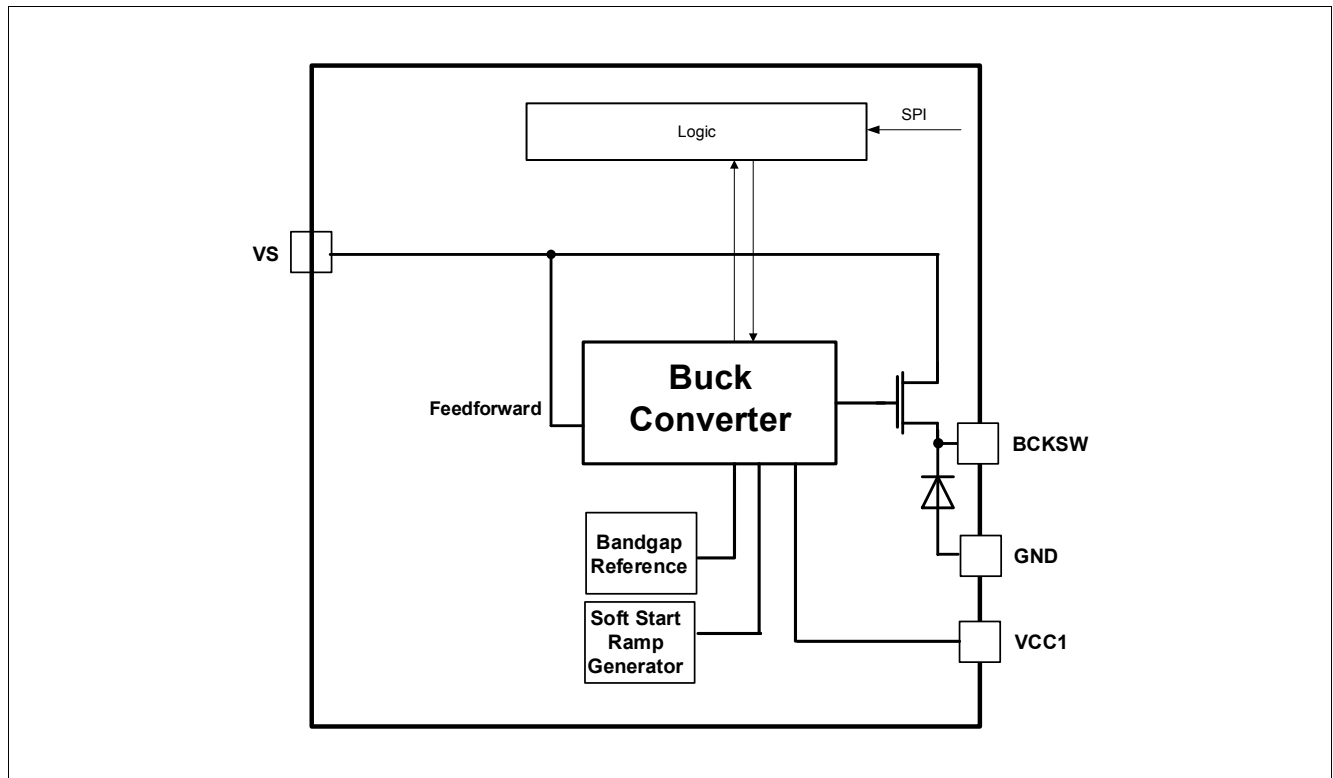 SPI
Logic
VS
Buck
Converter
Feedforward
BCKSW
Bandgap
Reference
GND
Soft Start
Ramp
Generator
VCC1